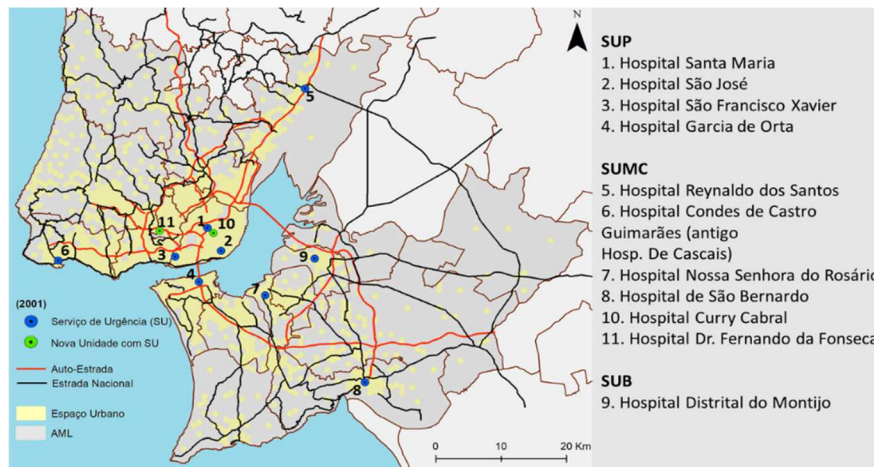 N
SUP
1. Hospital Santa Maria
2. Hospital São José
3. Hospital São Francisco Xavier
4. Hospital Garcia de Orta
SUMC
5. Hospital Reynaldo dos Santos
6. Hospital Condes de Castro
Guimarães (antigo
Hosp. De Cascais)
7. Hospital Nossa Senhora do Rosário
8. Hospital de São Bernardo
10. Hospital Curry Cabral
11. Hospital Dr. Fernando da Fonseca
SUB
9. Hospital Distrital do Montijo
5
11
1
10
2
6
3
9
4
7
8
(2001)
Serviço de Urgência (SU)
Nova Unidade com SU
Auto-Estrada
Estrada Nacional
Espaço Urbano
AML
0 10 20 Km